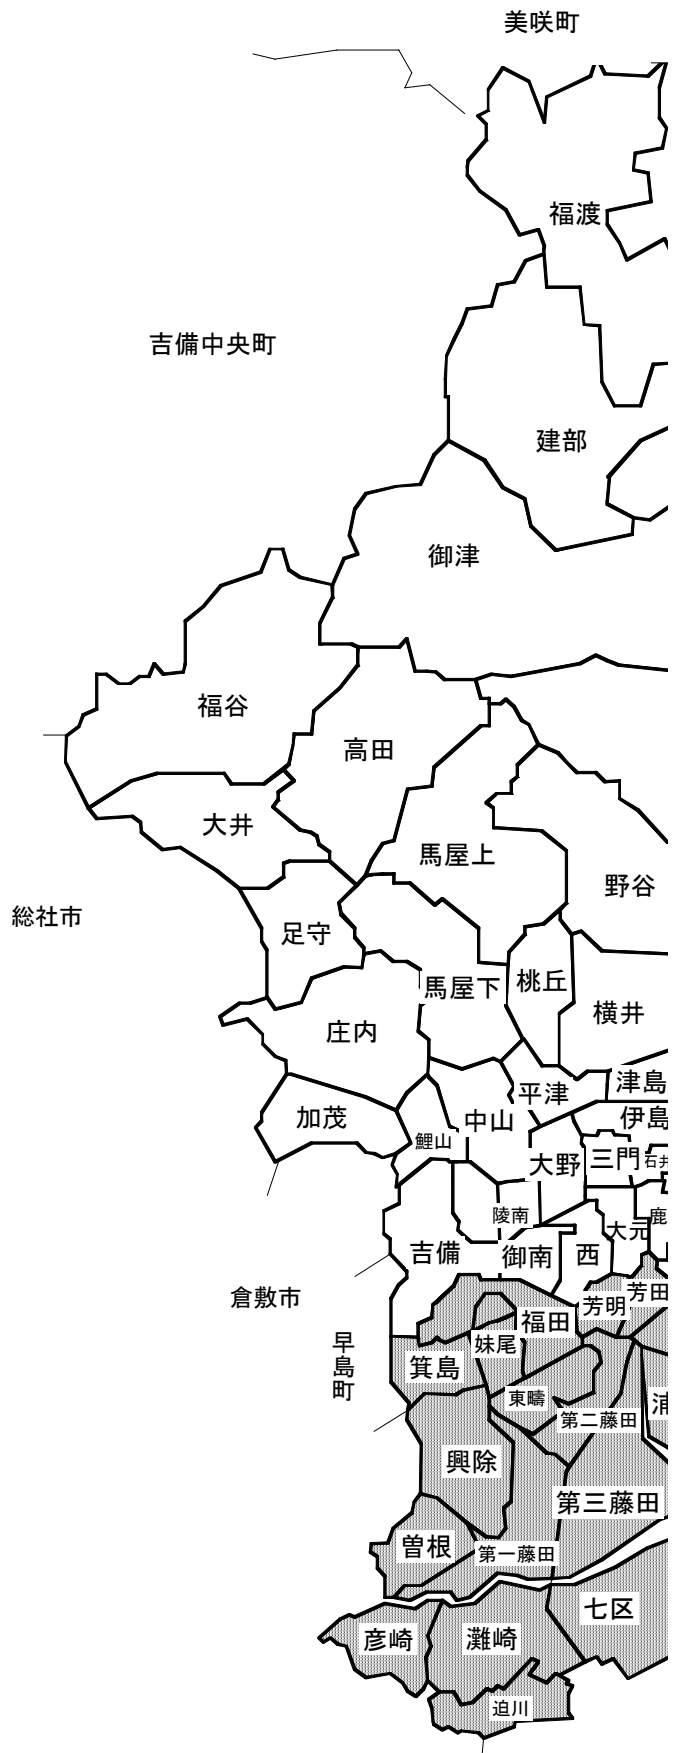 美咲町
福渡
吉備中央町
建部
御津
福谷
高田
大井
馬屋上
野谷
総社市
足守
桃丘
馬屋下
横井
庄内
津島
平津
加茂
中山
伊島
鯉山
大野
三門
石井
陵南
鹿
大元
吉備
御南
西
倉敷市
芳田
芳明
福田
妹尾
早島町
箕島
東疇
浦
第二藤田
興除
第三藤田
曽根
第一藤田
七区
彦崎
灘崎
迫川